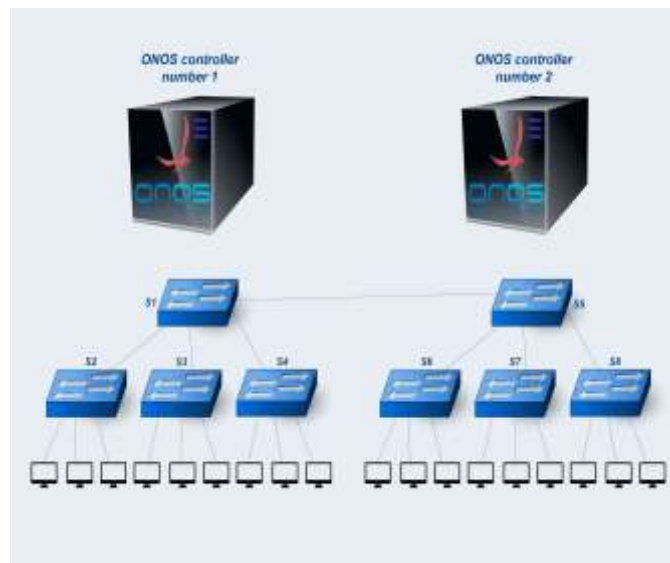 ONOS controller
number 1
ONOS controller
number 2
onos
onos
S1
S5
S2
S3
S4
S6
S7
S8